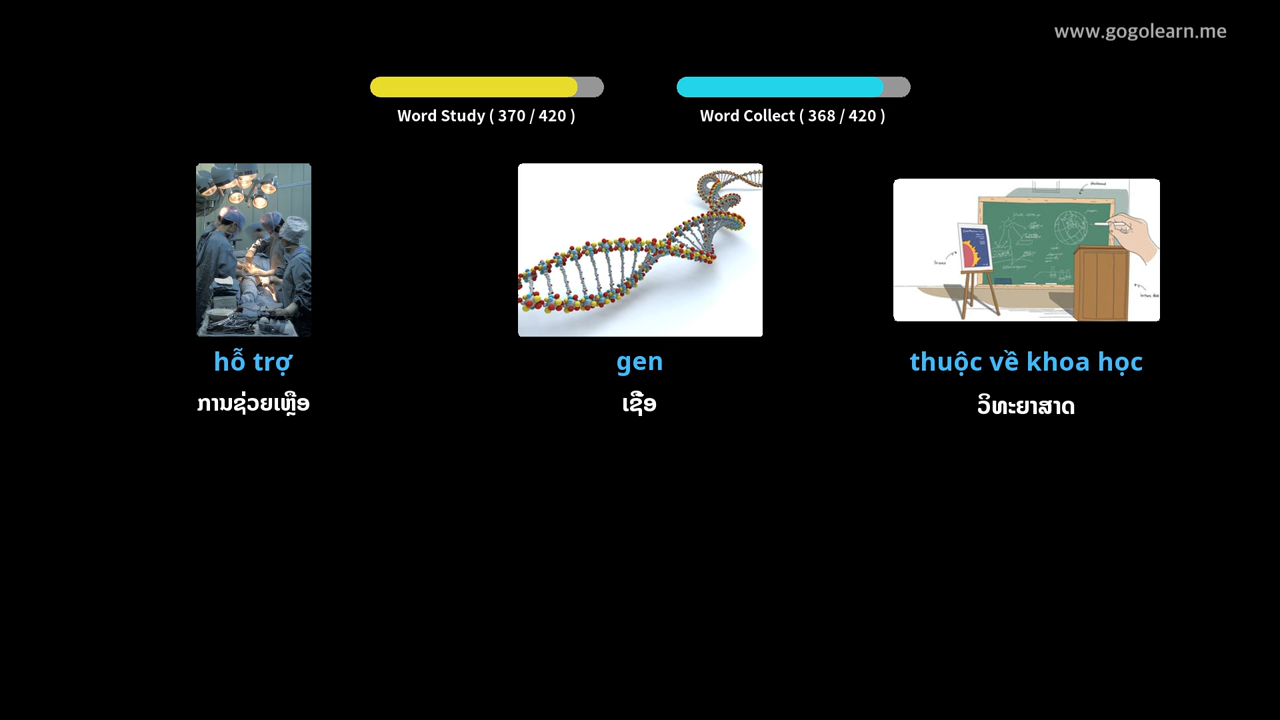 www.gogolearn.me
Word Study ( 370 / 420 )
Word Collect ( 368 / 420 )
hỗ trợ
gen
thuộc về khoa học
ການຊ່ວຍເຫຼືອ
ເຊື້ອ
ວິທະຍາສາດ